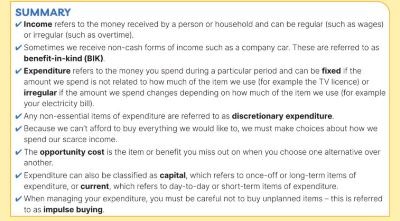 SUMMARY
✔ Income refers to the money received by a person or household and can be regular (such as wages)
or irregular (such as overtime).
✔ Sometimes we receive non-cash forms of income such as a company car. These are referred to as
benefit-in-kind (BIK).
✔ Expenditure refers to the money you spend during a particular period and can be fixed if the
amount we spend is not related to how much of the item we use (for example the TV licence) or
irregular if the amount we spend changes depending on how much of the item we use (for example
your electricity bill).
✔ Any non-essential items of expenditure are referred to as discretionary expenditure.
✔ Because we can't afford to buy everything we would like to, we must make choices about how we
spend our scarce income.
✔ The opportunity cost is the item or benefit you miss out on when you choose one alternative over
another.
✔ Expenditure can also be classified as capital, which refers to once-off or long-term items of
expenditure, or current, which refers to day-to-day or short-term items of expenditure.
✔ When managing your expenditure, you must be careful not to buy unplanned items – this is referred
to as impulse buying.